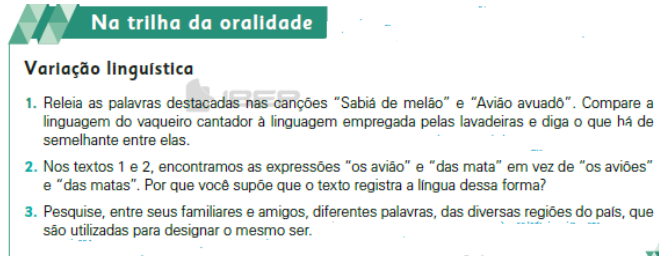 Na trilha da oralidade
Variação linguística
IBEP
1. Releia as palavras destacadas nas canções “Sabiá de melão” e “Avião avuadô”. Compare a
linguagem do vaqueiro cantador à linguagem empregada pelas lavadeiras e diga o que há de
semelhante entre elas.
2. Nos textos 1 e 2, encontramos as expressões “os avião” e “das mata” em vez de “os aviões”
e “das matas”. Por que você supõe que o texto registra a língua dessa forma?
3. Pesquise, entre seus familiares e amigos, diferentes palavras, das diversas regiões do país, que
são utilizadas para designar o mesmo ser.